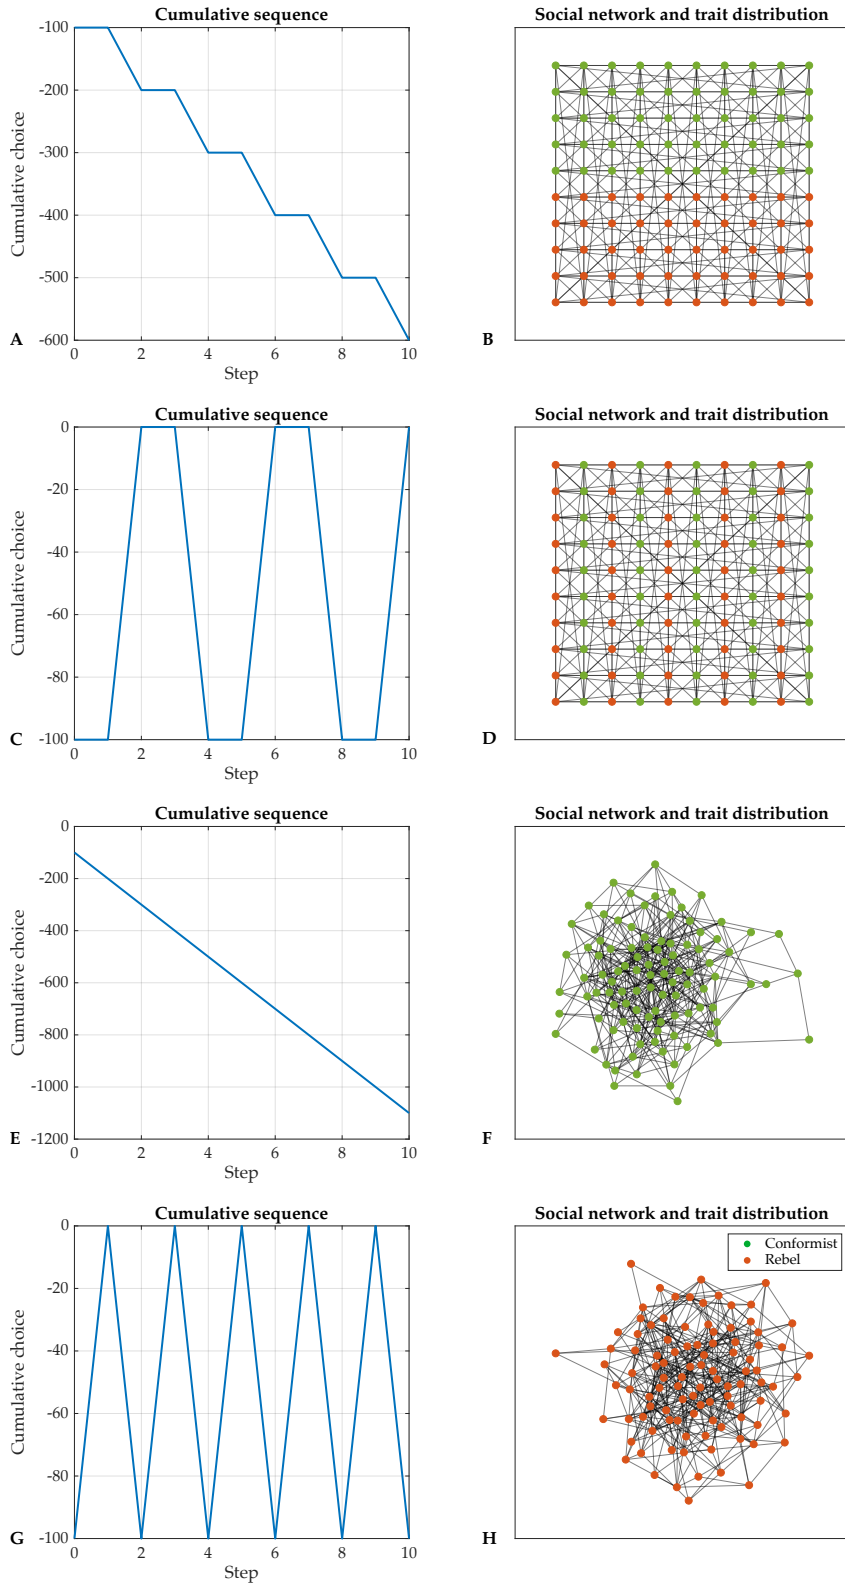 Cumulative sequence
-100
-200
-300
-400
-500
-600
0 2 4 6 8 10
Step
Cumulative choice
A
Social network and trait distribution
B
Cumulative sequence
0
-20
-40
-60
-80
-100
0 2 4 6 8 10
Step
Cumulative choice
C
Social network and trait distribution
D
Cumulative sequence
0
-200
-400
-600
-800
-1000
-1200
0 2 4 6 8 10
Step
Cumulative choice
E
Social network and trait distribution
F
Cumulative sequence
0
-20
-40
-60
-80
-100
0 2 4 6 8 10
Step
Cumulative choice
G
Social network and trait distribution
Conformist
Rebel
H